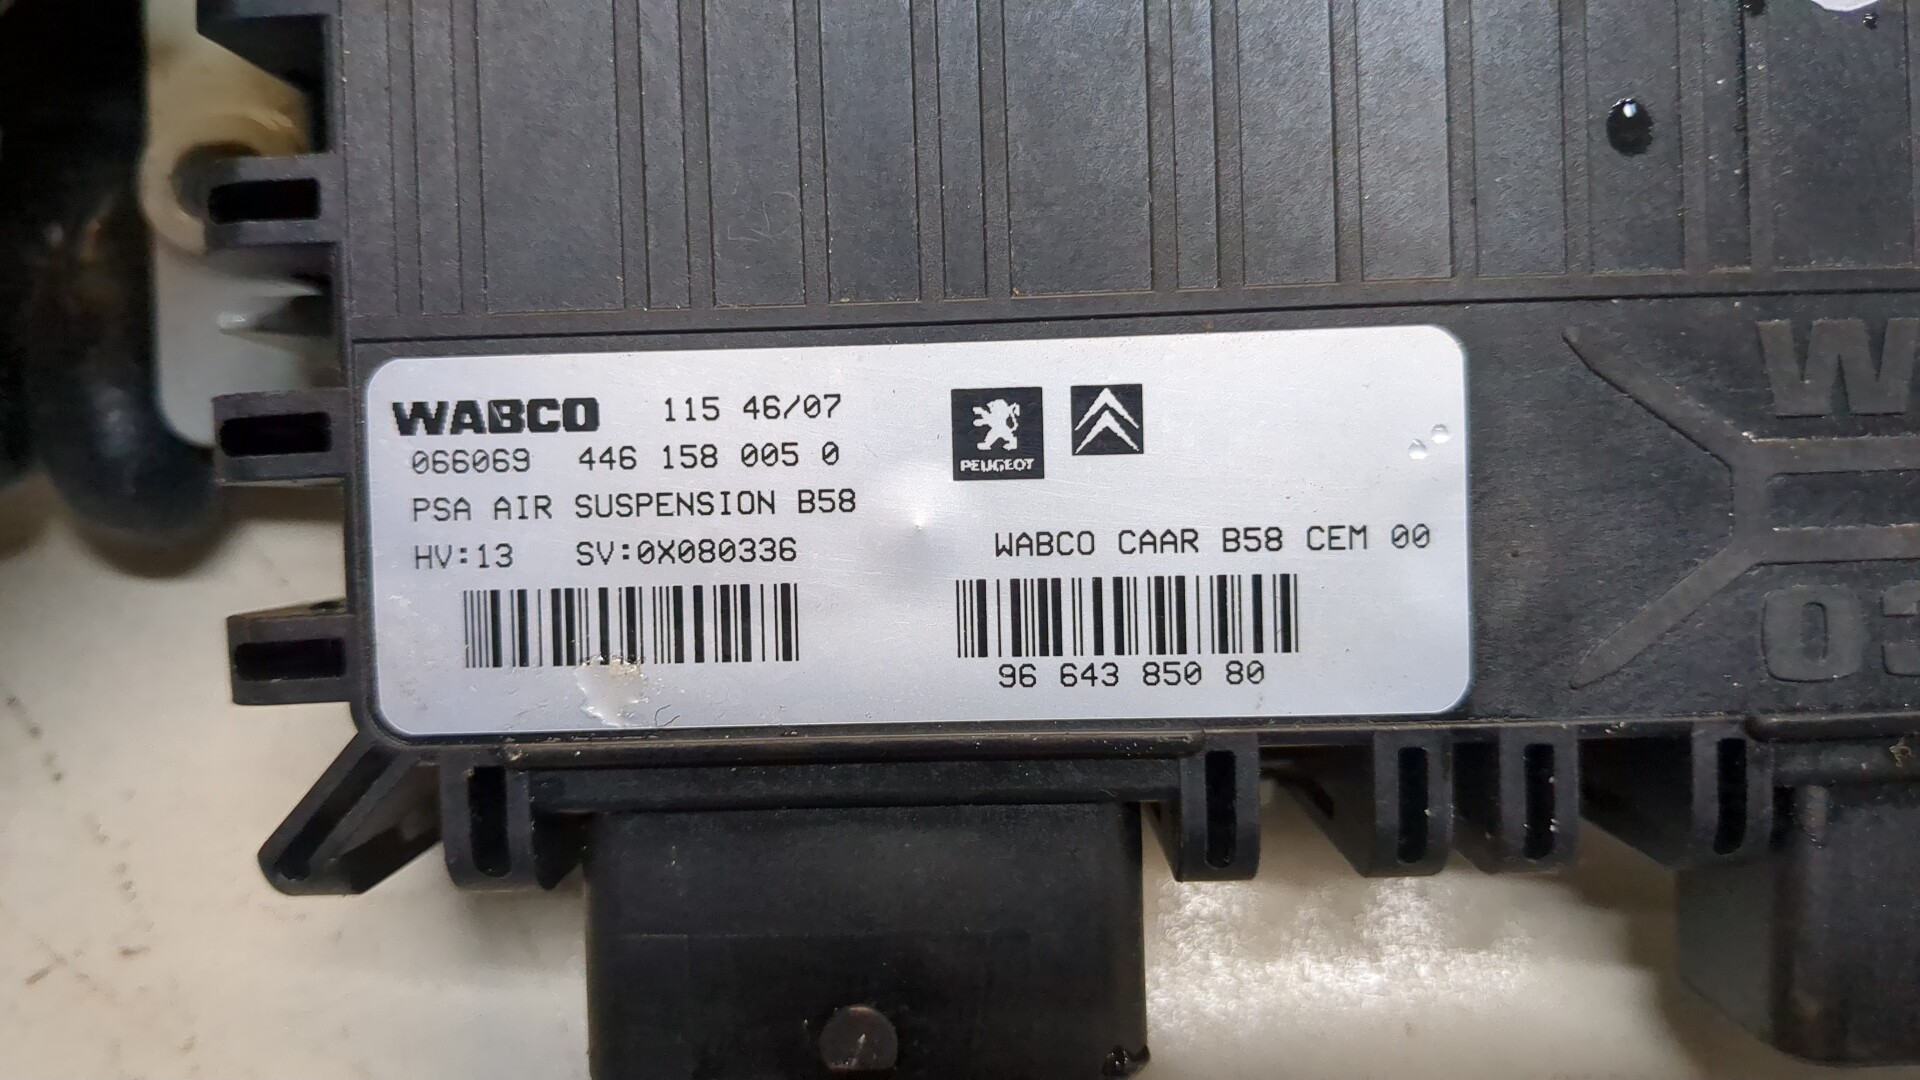 WABCO 115 46/07
066069 446 158 005 0
PSA AIR SUSPENSION B58
HV:13 SV:0X080336
PEUGEOT
WABCO CAAR B58 CEM 00
96 643 850 80
W
03